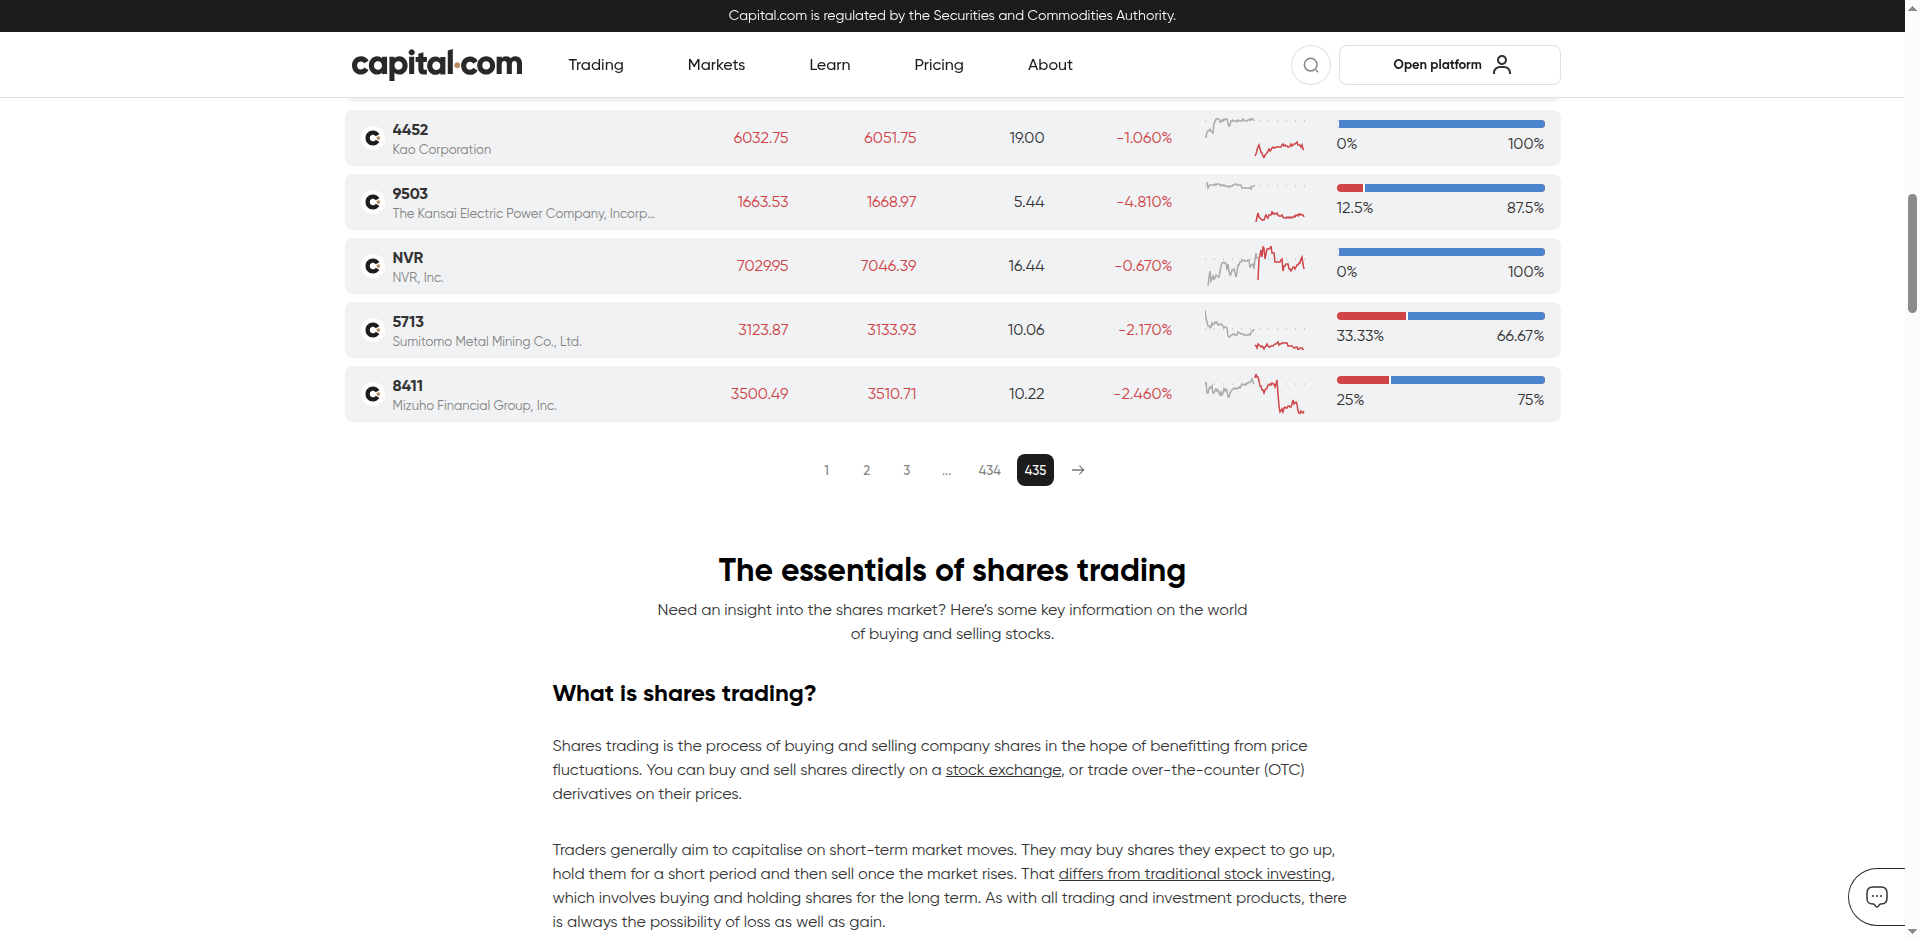 Capital.com is regulated by the Securities and Commodities Authority.
capital.com Trading Markets Learn Pricing About Open platform
4452 6032.75 6051.75 19.00 -1.060% 0% 100%
Kao Corporation
9503 1663.53 1668.97 5.44 -4.810% 12.5% 87.5%
The Kansai Electric Power Company, Incorp...
NVR 7029.95 7046.39 16.44 -0.670% 0% 100%
NVR, Inc.
5713 3123.87 3133.93 10.06 -2.170% 33.33% 66.67%
Sumitomo Metal Mining Co., Ltd.
8411 3500.49 3510.71 10.22 -2.460% 25% 75%
Mizuho Financial Group, Inc.
1 2 3 ... 434 435
The essentials of shares trading
Need an insight into the shares market? Here’s some key information on the world
of buying and selling stocks.
What is shares trading?
Shares trading is the process of buying and selling company shares in the hope of benefitting from price
fluctuations. You can buy and sell shares directly on a stock exchange, or trade over-the-counter (OTC)
derivatives on their prices.
Traders generally aim to capitalise on short-term market moves. They may buy shares they expect to go up,
hold them for a short period and then sell once the market rises. That differs from traditional stock investing,
which involves buying and holding shares for the long term. As with all trading and investment products, there
is always the possibility of loss as well as gain.